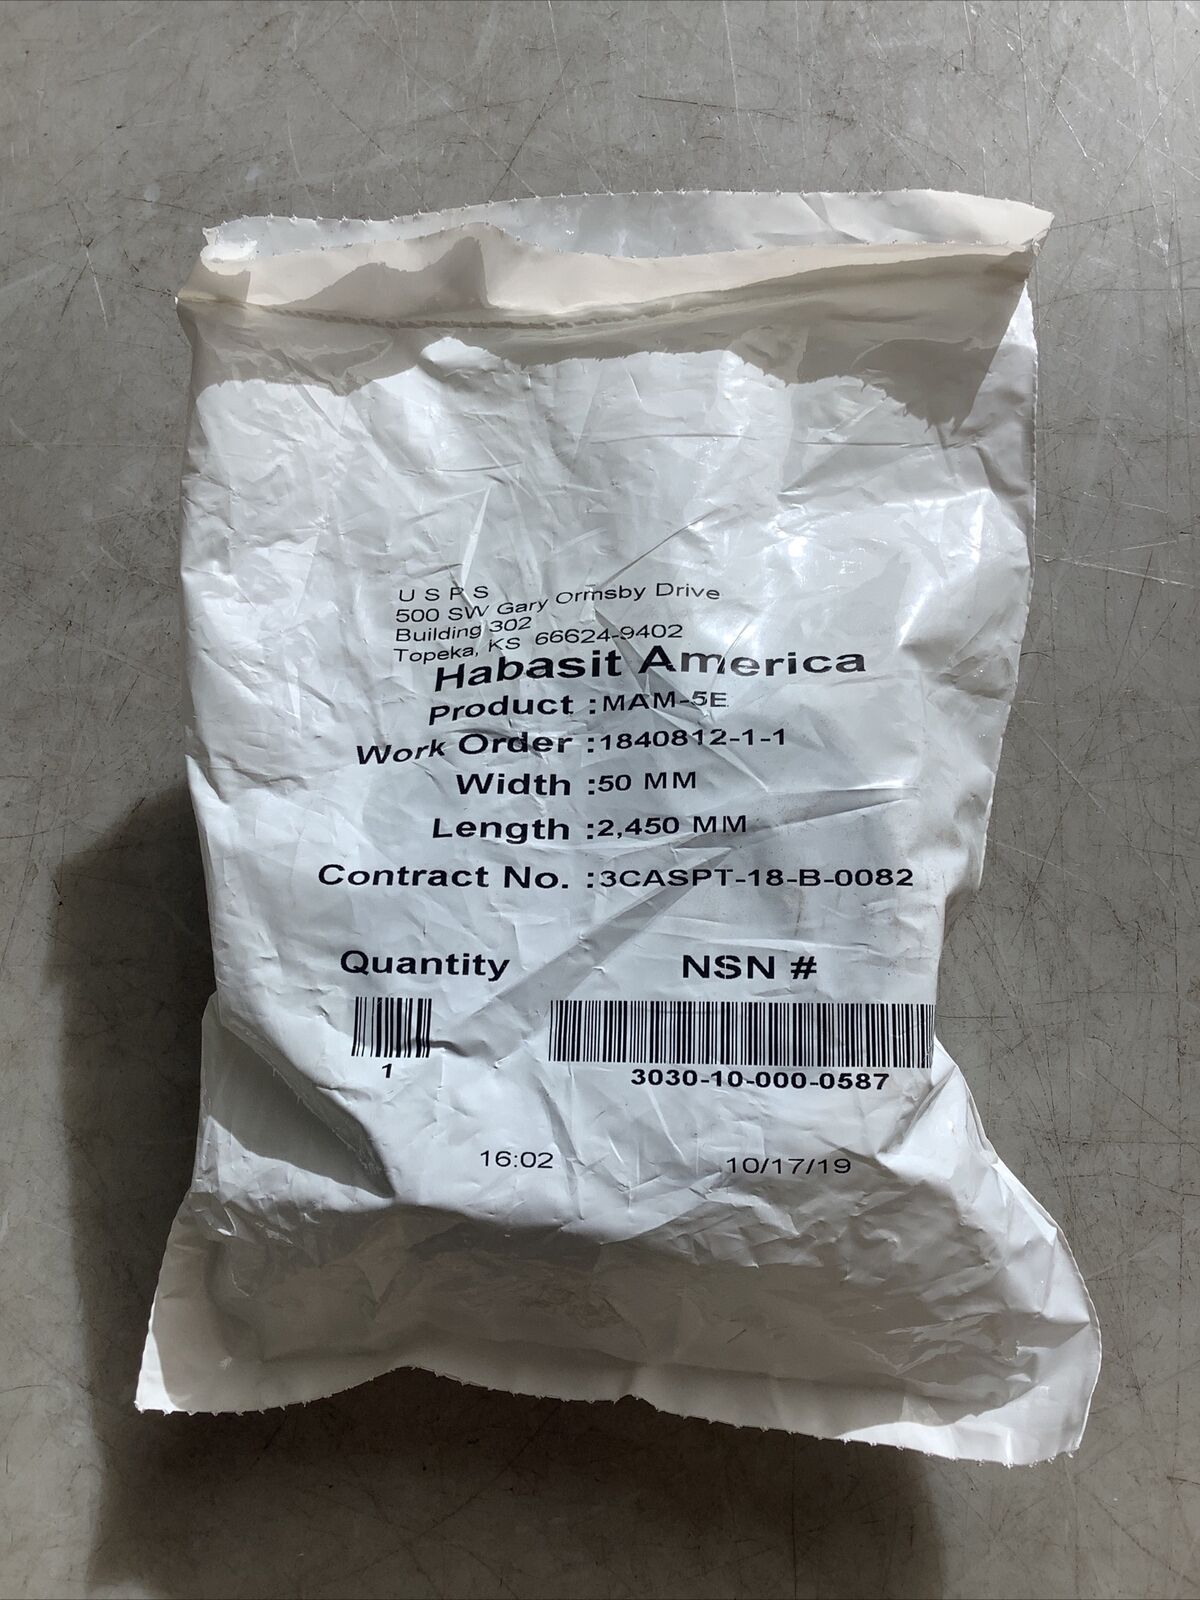 U S P S
500 SW Gary Ormsby Drive
Building 302
Topeka, KS 66624-9402
Habasit America
Product :MAM-5E
Work Order :1840812-1-1
Width :50 MM
Length :2,450 MM
Contract No. :3CASPT-18-B-0082
Quantity NSN #
1 3030-10-000-0587
16:02 10/17/19